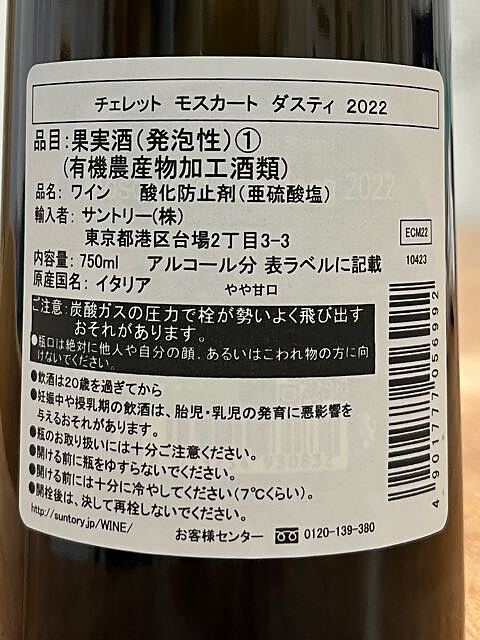 チェレット モスカート ダスティ 2022
品目:果実酒(発泡性)①
(有機農産物加工酒類)
品名: ワイン 酸化防止剤(亜硫酸塩)
輸入者: サントリー(株)
東京都港区台場2丁目3-3
ECM22
10423
内容量: 750ml アルコール分 表ラベルに記載
原産国名: イタリア やや甘口
ご注意:炭酸ガスの圧力で栓が勢いよく飛び出す
おそれがあります。
●瓶口は絶対に他人や自分の顔、あるいはこわれ物の方に向
けないでください。
●飲酒は20歳を過ぎてから
●妊娠中や授乳期の飲酒は、胎児・乳児の発育に悪影響を
与えるおそれがあります。
●瓶のお取り扱いには十分ご注意ください。
●開ける前に瓶をゆすらないでください。
●開ける前には十分に冷やしてください(7℃くらい)。
●開栓後は、決して再栓しないでください。
http://suntory.jp/WINE/
お客様センター 0120-139-380
4 901777 056992